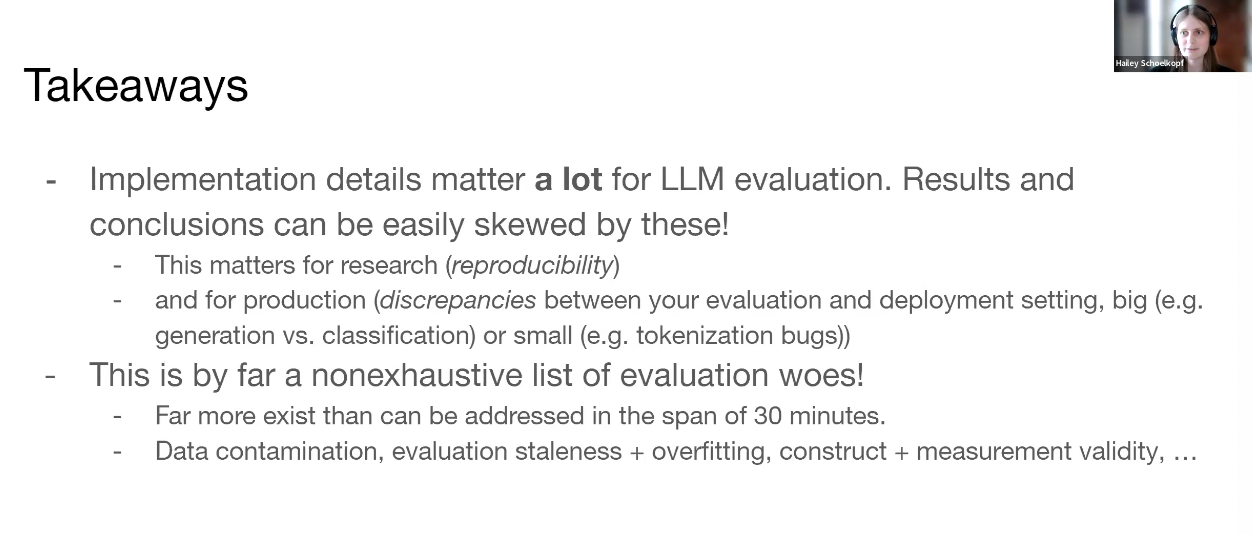 Hailey Schoelkopf
Takeaways
- Implementation details matter a lot for LLM evaluation. Results and
conclusions can be easily skewed by these!
- This matters for research (reproducibility)
- and for production (discrepancies between your evaluation and deployment setting, big (e.g.
generation vs. classification) or small (e.g. tokenization bugs))
- This is by far a nonexhaustive list of evaluation woes!
- Far more exist than can be addressed in the span of 30 minutes.
- Data contamination, evaluation staleness + overfitting, construct + measurement validity, …